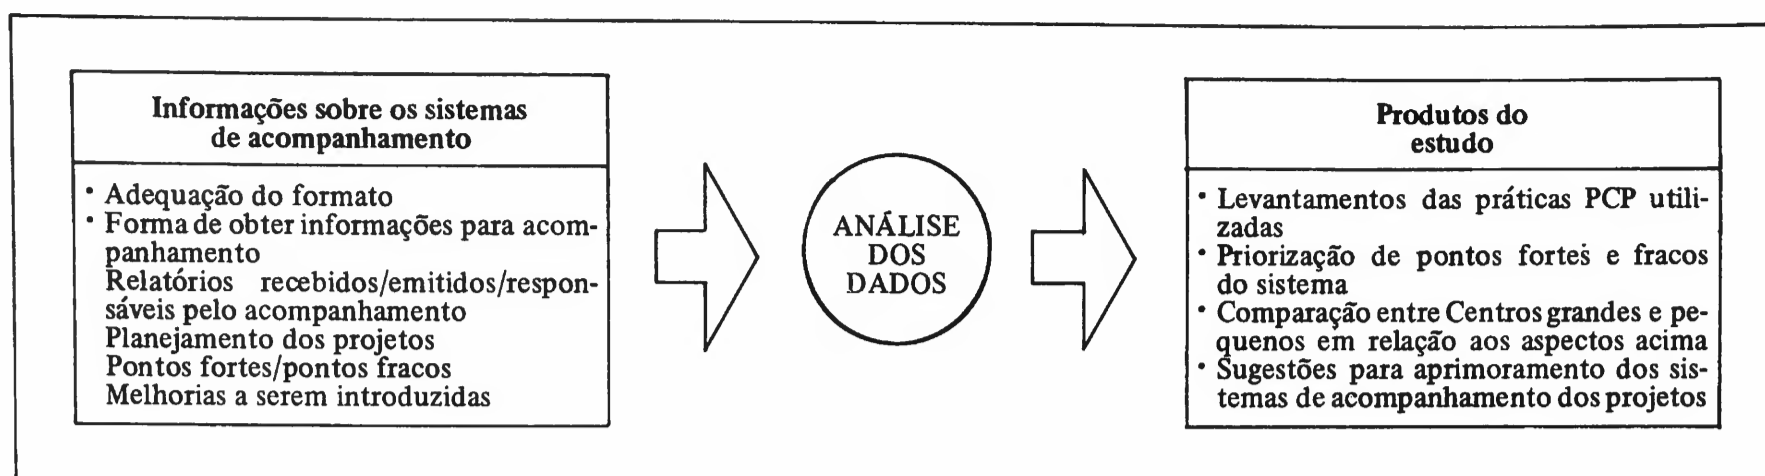 Informações sobre os sistemas
de acompanhamento
• Adequação do formato
• Forma de obter informações para acom-
panhamento
Relatórios recebidos/emitidos/respon-
sáveis pelo acompanhamento
Planejamento dos projetos
Pontos fortes/pontos fracos
Melhorias a serem introduzidas
ANÁLISE
DOS
DADOS
Produtos do
estudo
• Levantamentos das práticas PCP utili-
zadas
• Priorização de pontos fortes e fracos
do sistema
• Comparação entre Centros grandes e pe-
quenos em relação aos aspectos acima
• Sugestões para aprimoramento dos sis-
temas de acompanhamento dos projetos